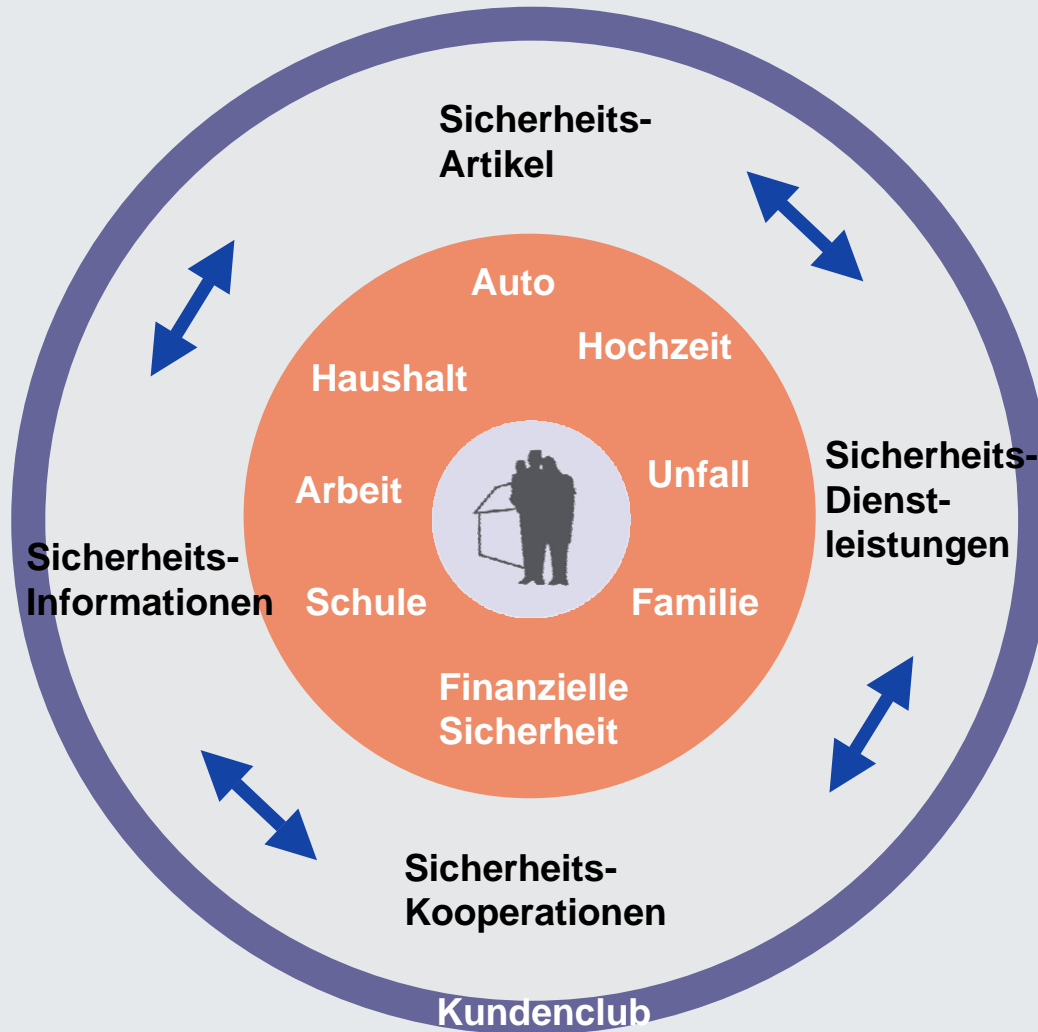 Sicherheits-
Artikel
Auto
Hochzeit
Haushalt
Arbeit
Unfall
Sicherheits-
Dienst-
leistungen
Sicherheits-
Informationen
Schule
Familie
Finanzielle
Sicherheit
Sicherheits-
Kooperationen
Kundenclub